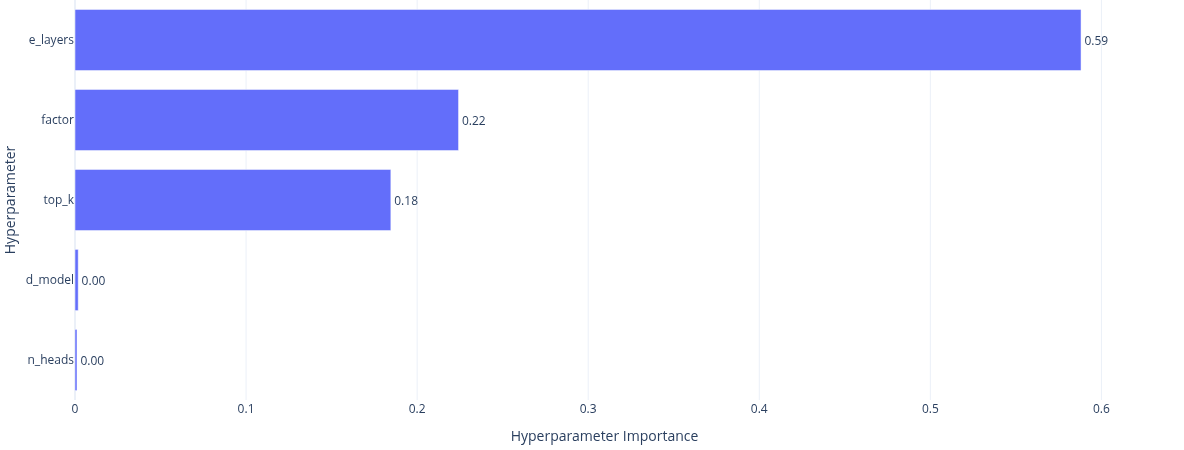 e_layers 0.59
factor 0.22
top_k 0.18
d_model 0.00
n_heads 0.00
Hyperparameter
0 0.1 0.2 0.3 0.4 0.5 0.6
Hyperparameter Importance